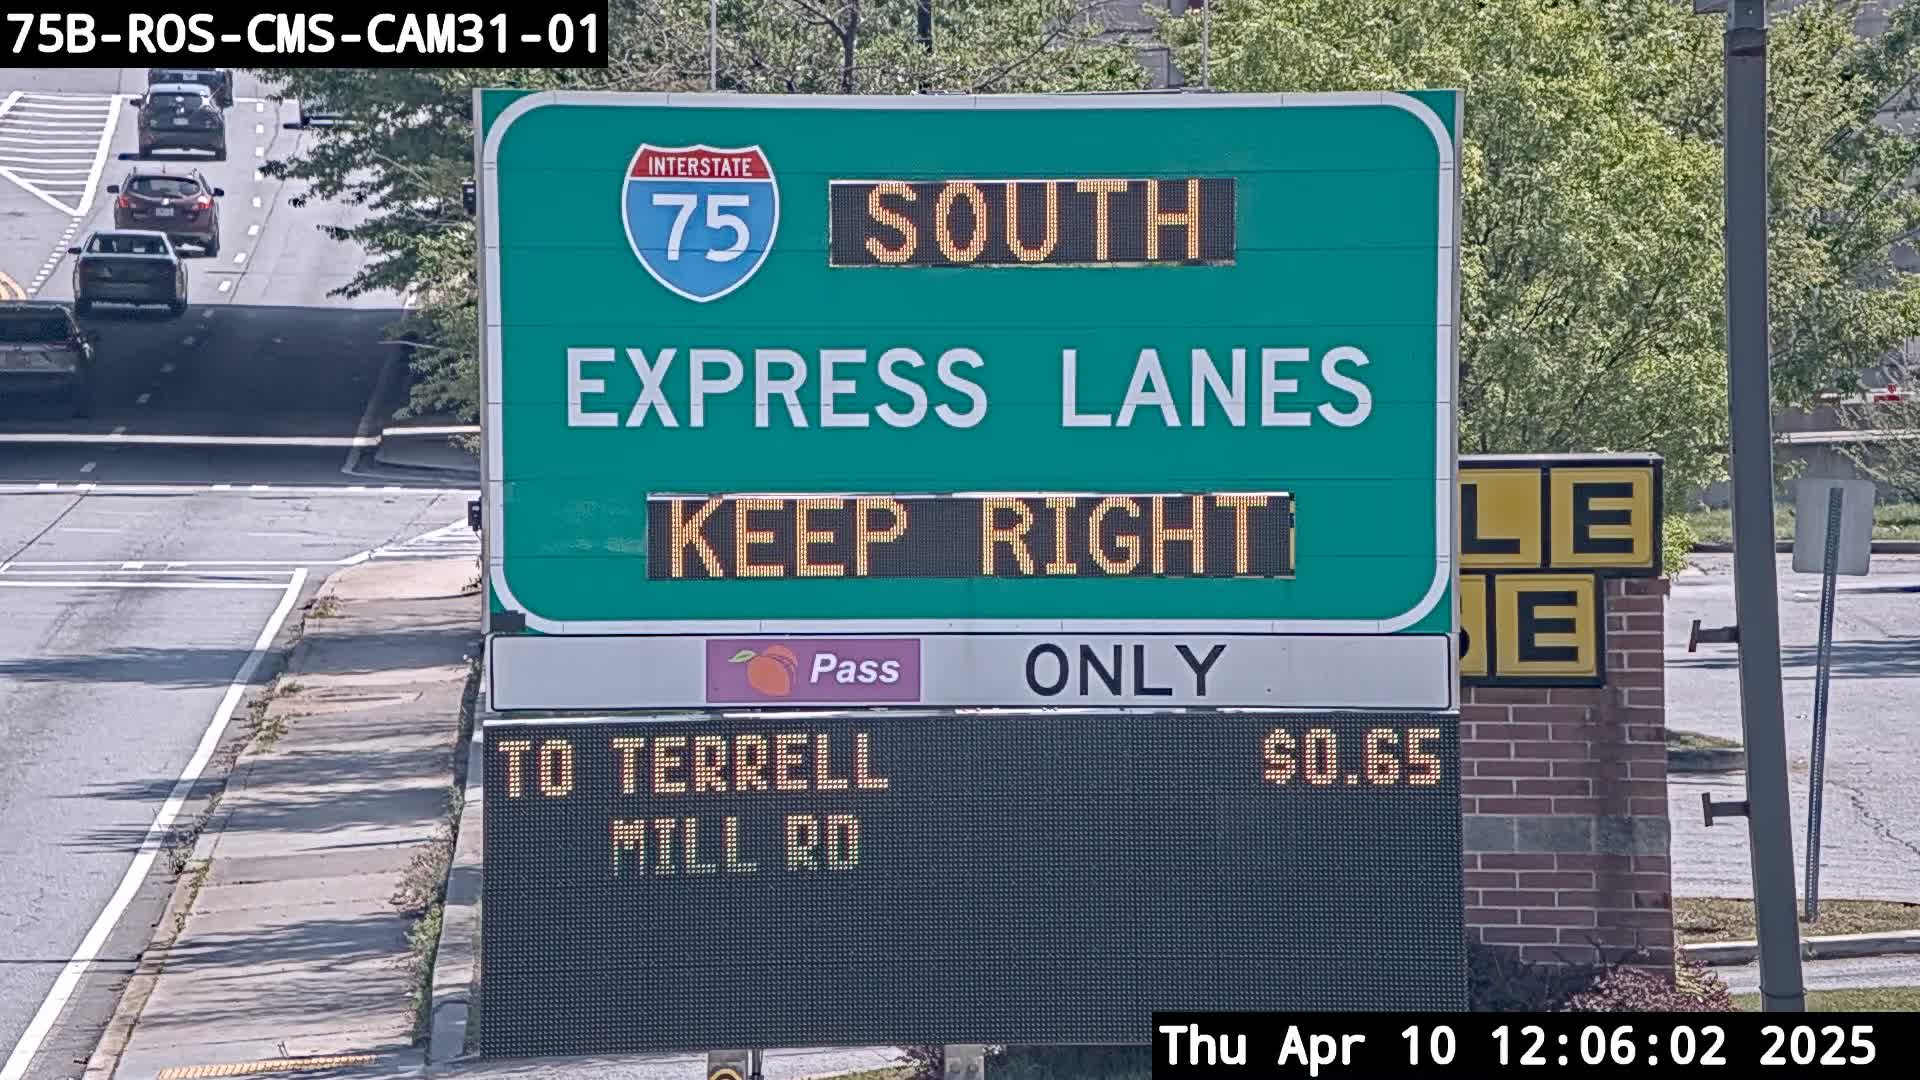 75B-ROS-CMS-CAM31-01
INTERSTATE
75
SOUTH
EXPRESS LANES
KEEP RIGHT
Pass ONLY
TO TERRELL $0.65
MILL RD
LE
E
Thu Apr 10 12:06:02 2025